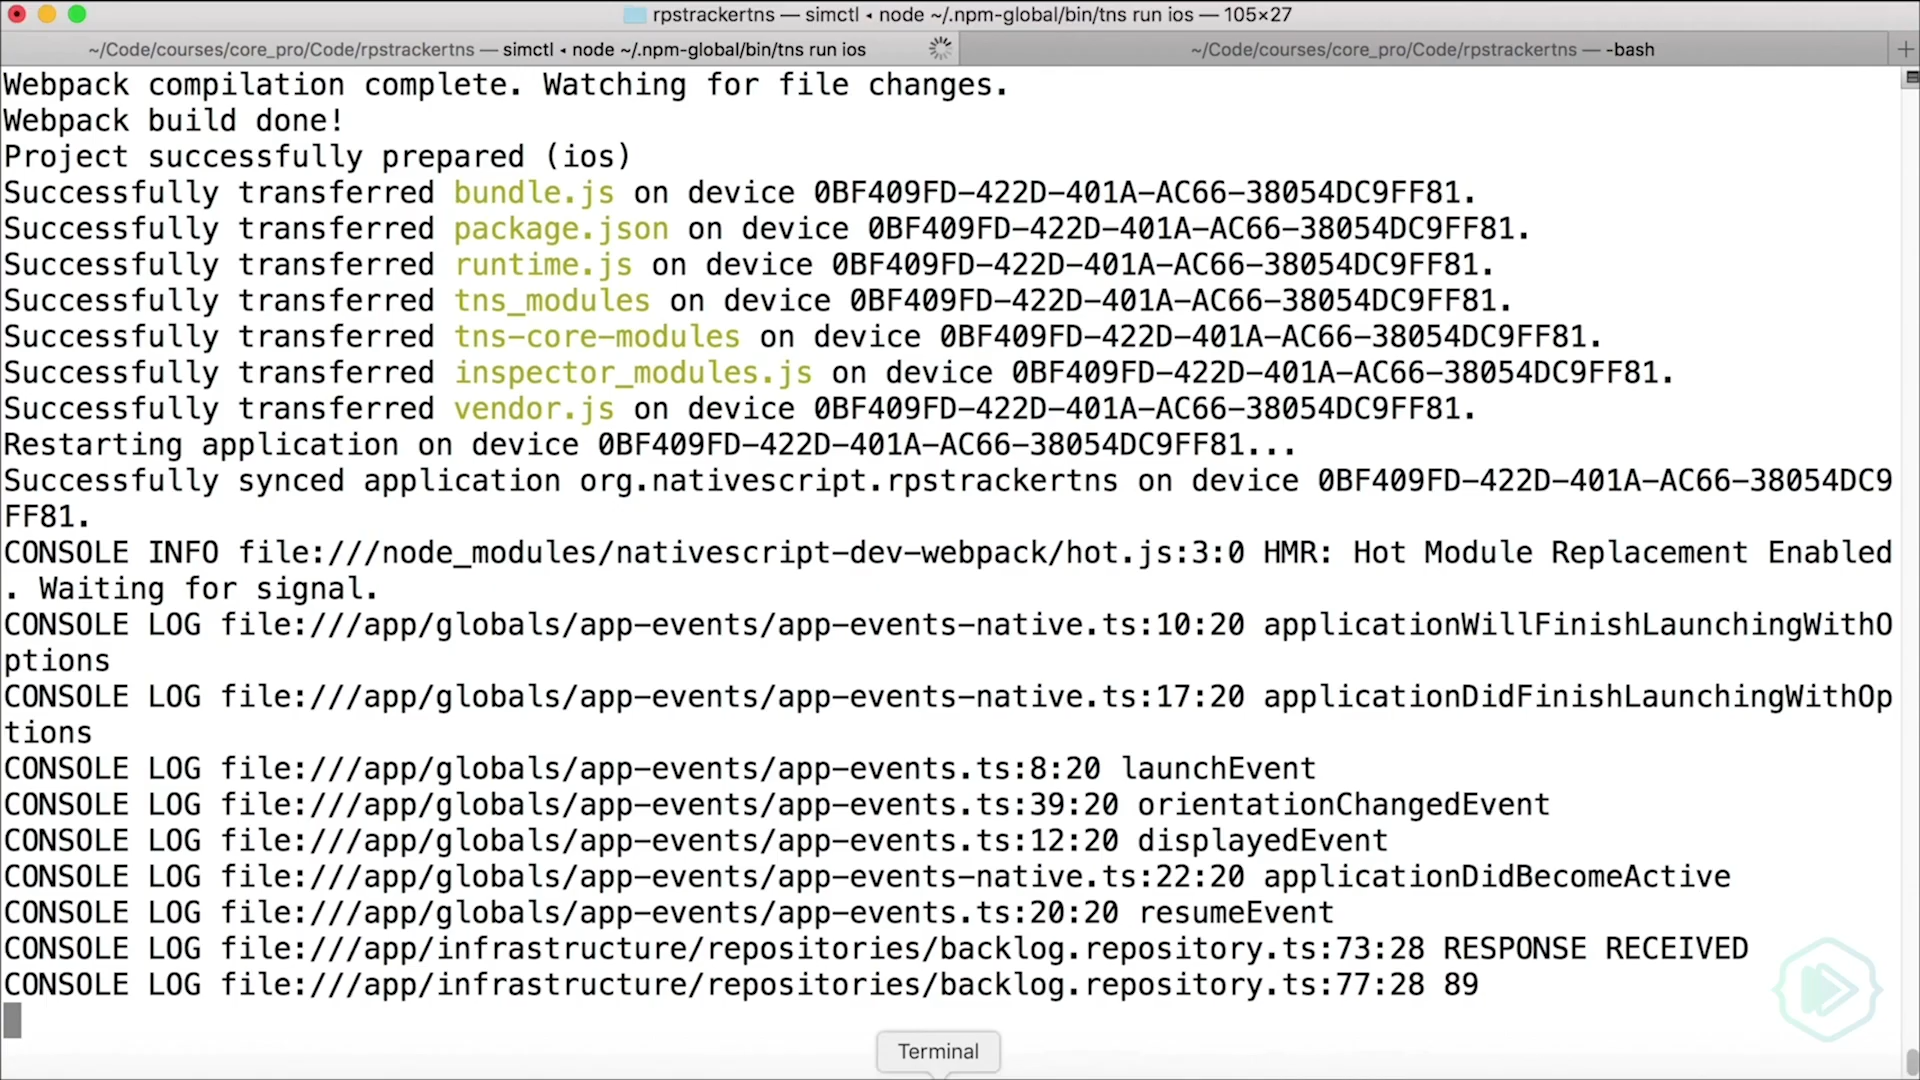 rpstrackertns — simctl ◂ node ~/.npm-global/bin/tns run ios — 105×27
~/Code/courses/core_pro/Code/rpstrackertns — simctl ◂ node ~/.npm-global/bin/tns run ios
~/Code/courses/core_pro/Code/rpstrackertns — -bash
Webpack compilation complete. Watching for file changes.
Webpack build done!
Project successfully prepared (ios)
Successfully transferred bundle.js on device 0BF409FD-422D-401A-AC66-38054DC9FF81.
Successfully transferred package.json on device 0BF409FD-422D-401A-AC66-38054DC9FF81.
Successfully transferred runtime.js on device 0BF409FD-422D-401A-AC66-38054DC9FF81.
Successfully transferred tns_modules on device 0BF409FD-422D-401A-AC66-38054DC9FF81.
Successfully transferred tns-core-modules on device 0BF409FD-422D-401A-AC66-38054DC9FF81.
Successfully transferred inspector_modules.js on device 0BF409FD-422D-401A-AC66-38054DC9FF81.
Successfully transferred vendor.js on device 0BF409FD-422D-401A-AC66-38054DC9FF81.
Restarting application on device 0BF409FD-422D-401A-AC66-38054DC9FF81...
Successfully synced application org.nativescript.rpstrackertns on device 0BF409FD-422D-401A-AC66-38054DC9
FF81.
CONSOLE INFO file:///node_modules/nativescript-dev-webpack/hot.js:3:0 HMR: Hot Module Replacement Enabled
. Waiting for signal.
CONSOLE LOG file:///app/globals/app-events/app-events-native.ts:10:20 applicationWillFinishLaunchingWithO
ptions
CONSOLE LOG file:///app/globals/app-events/app-events-native.ts:17:20 applicationDidFinishLaunchingWithOp
tions
CONSOLE LOG file:///app/globals/app-events/app-events.ts:8:20 launchEvent
CONSOLE LOG file:///app/globals/app-events/app-events.ts:39:20 orientationChangedEvent
CONSOLE LOG file:///app/globals/app-events/app-events.ts:12:20 displayedEvent
CONSOLE LOG file:///app/globals/app-events/app-events-native.ts:22:20 applicationDidBecomeActive
CONSOLE LOG file:///app/globals/app-events/app-events.ts:20:20 resumeEvent
CONSOLE LOG file:///app/infrastructure/repositories/backlog.repository.ts:73:28 RESPONSE RECEIVED
CONSOLE LOG file:///app/infrastructure/repositories/backlog.repository.ts:77:28 89
Terminal